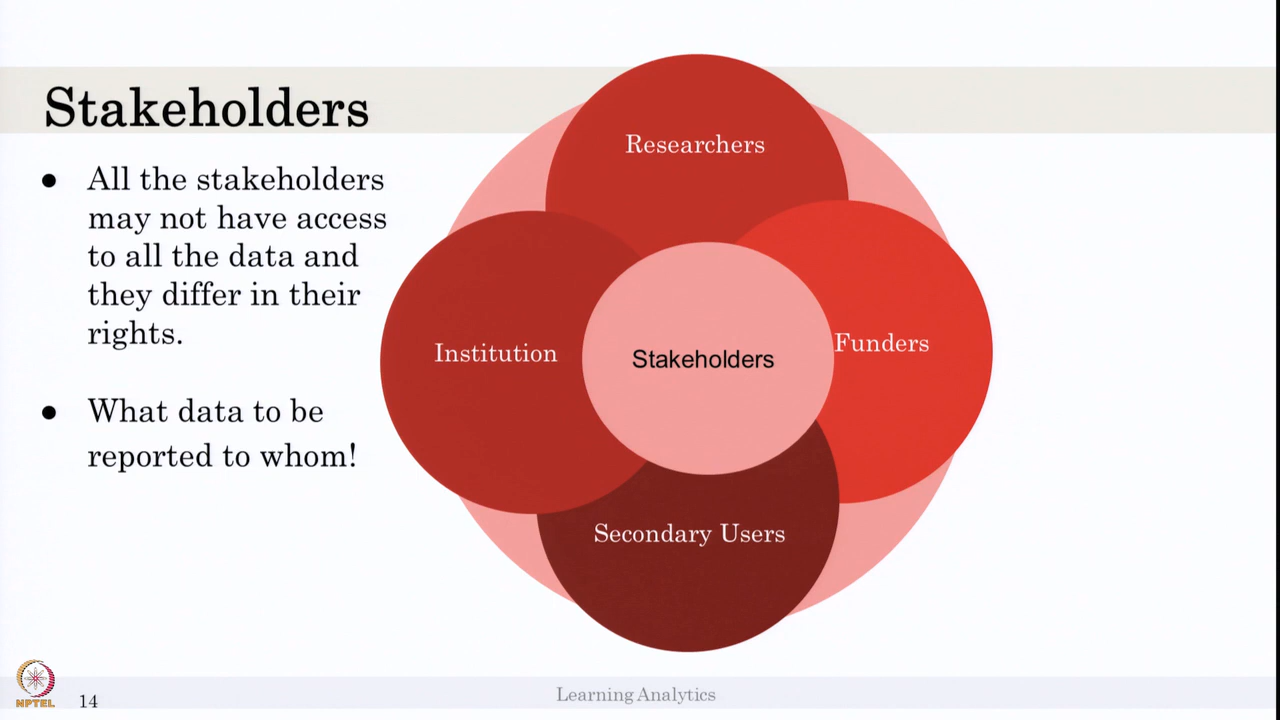 Stakeholders
● All the stakeholders
may not have access
to all the data and
they differ in their
rights.
● What data to be
reported to whom!
Researchers
Institution
Stakeholders
Funders
Secondary Users
NPTEL
14
Learning Analytics